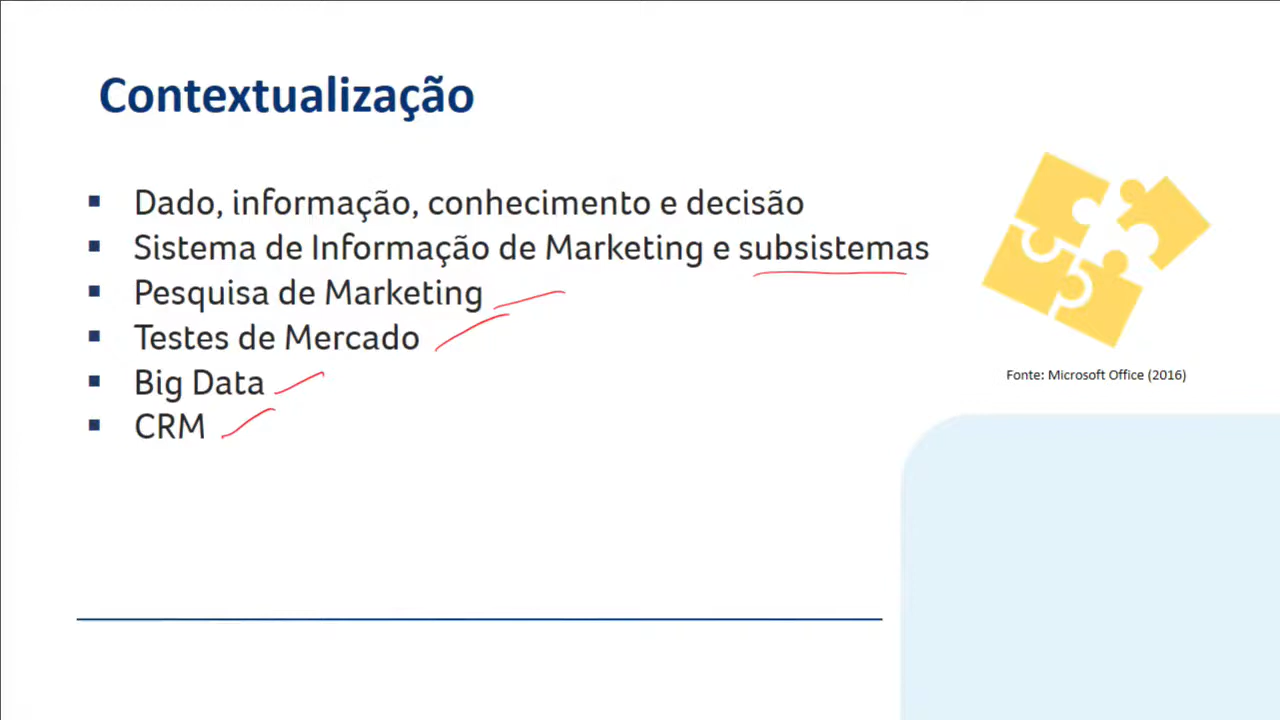 Contextualização
▪ Dado, informação, conhecimento e decisão
▪ Sistema de Informação de Marketing e subsistemas
▪ Pesquisa de Marketing
▪ Testes de Mercado
▪ Big Data
▪ CRM
Fonte: Microsoft Office (2016)